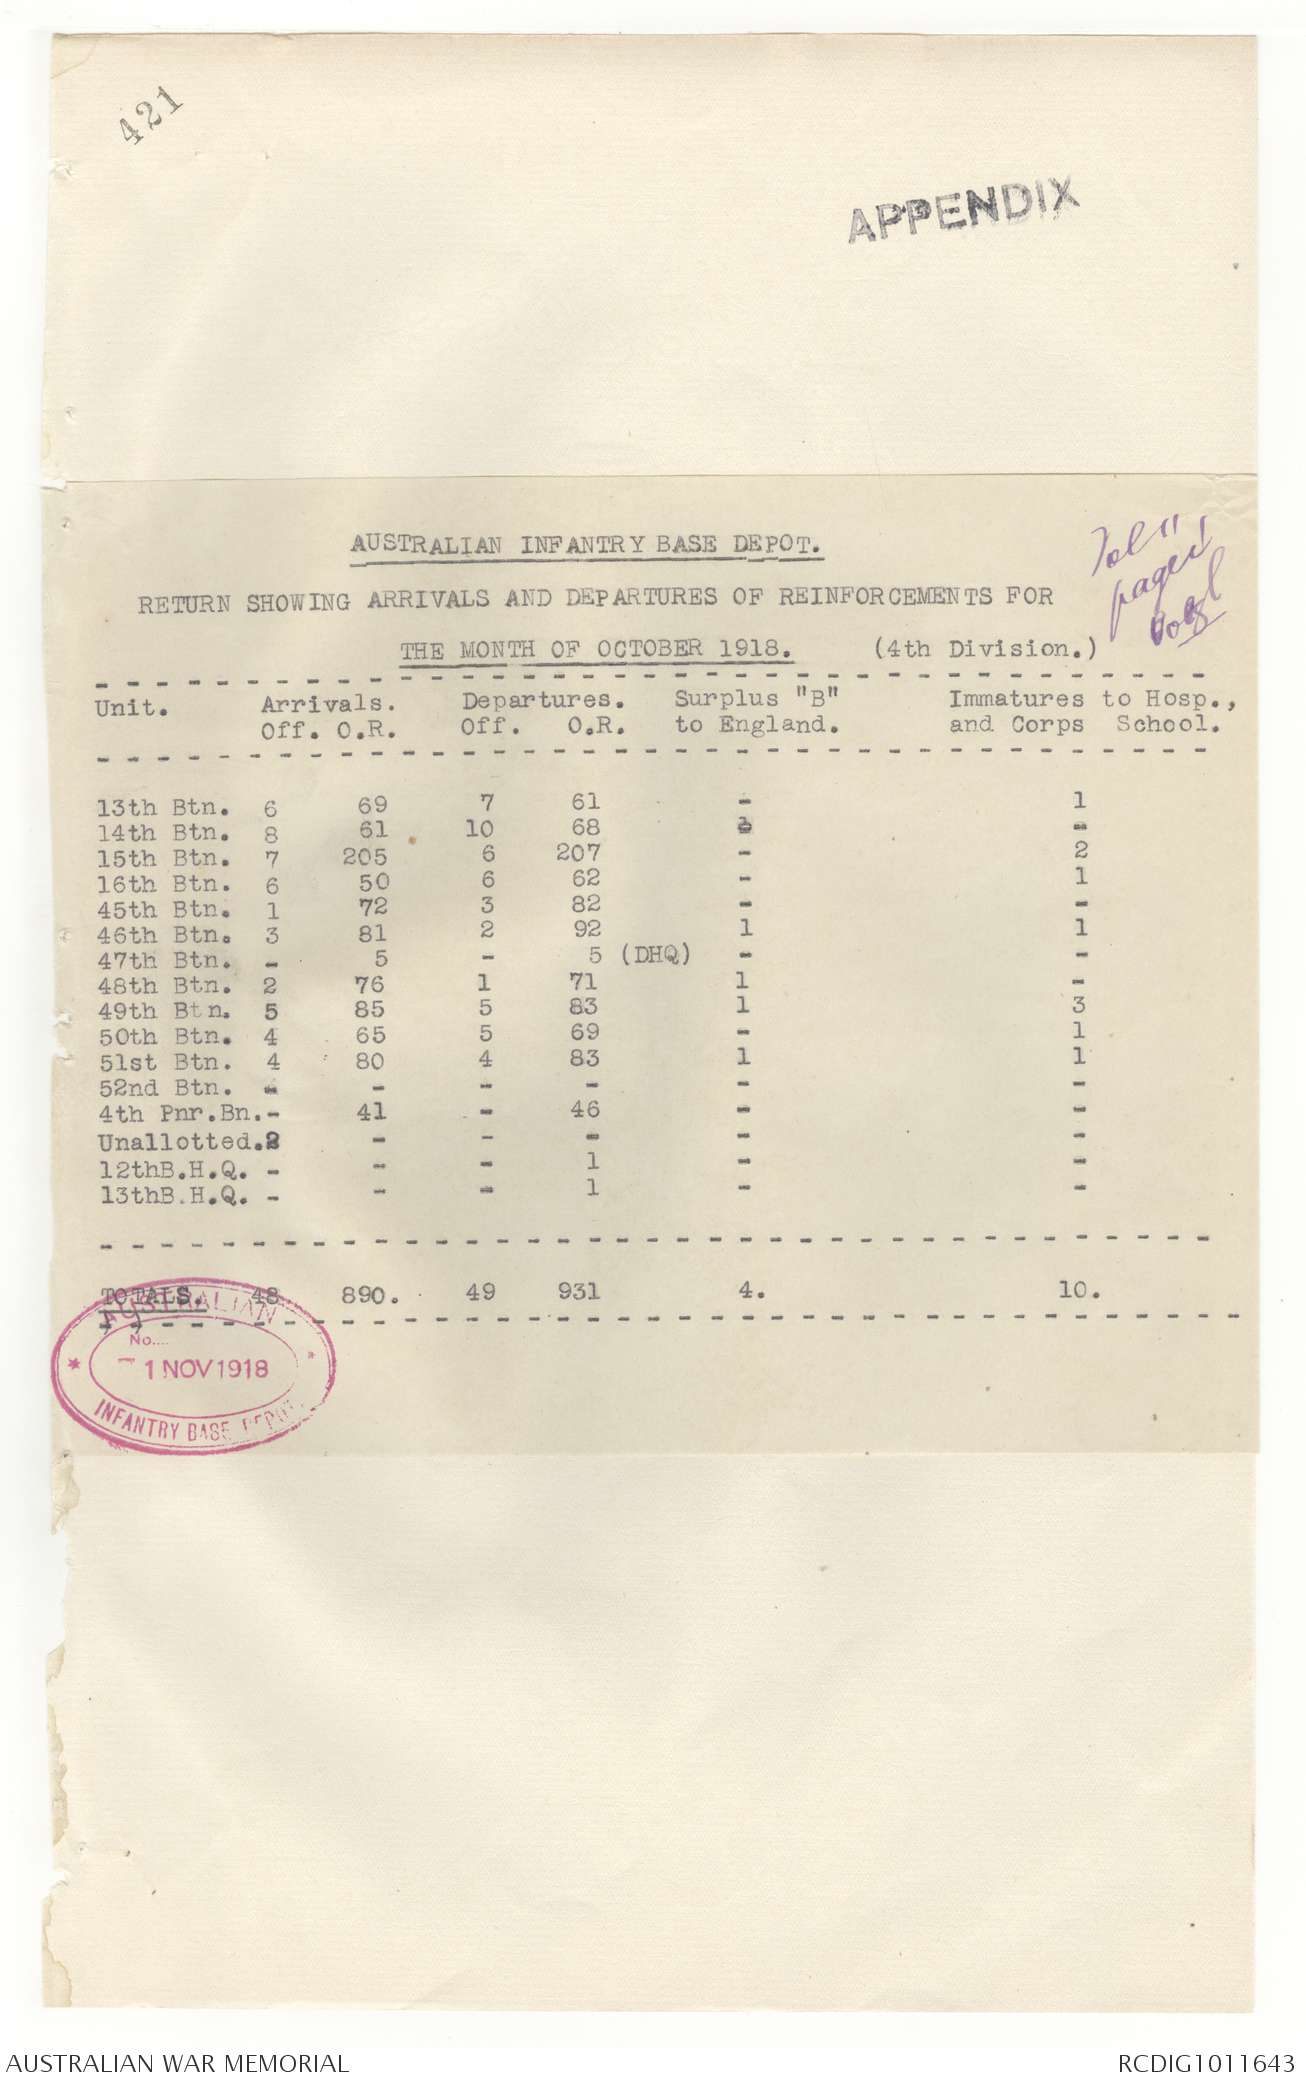 421
APPENDIX
AUSTRALIAN INFANTRY BASE DEPOT.
RETURN SHOWING ARRIVALS AND DEPARTURES OF REINFORCEMENTS FOR
THE MONTH OF OCTOBER 1918. (4th Division.)
Unit. Arrivals. Departures. Surplus "B" Immatures to Hosp.,
Off. O.R. Off. O.R. to England. and Corps School.
13th Btn. 6 69 7 61 - 1
14th Btn. 8 61 10 68 - -
15th Btn. 7 205 6 207 - 2
16th Btn. 6 50 6 62 - 1
45th Btn. 1 72 3 82 - -
46th Btn. 3 81 2 92 1 1
47th Btn. - 5 - 5 (DHQ) - -
48th Btn. 2 76 1 71 1 -
49th Btn. 5 85 5 83 1 3
50th Btn. 4 65 5 69 - 1
51st Btn. 4 80 4 83 1 1
52nd Btn. - - - - - -
4th Pnr.Bn. - 41 - 46 - -
Unallotted. 2 - - - - -
12thB.H.Q. - - - 1 - -
13thB.H.Q. - - - 1 - -
TOTALS. 48 890. 49 931 4. 10.
AUSTRALIAN
No....
1 NOV 1918
INFANTRY BASE DEPOT
AUSTRALIAN WAR MEMORIAL RCDIG1011643